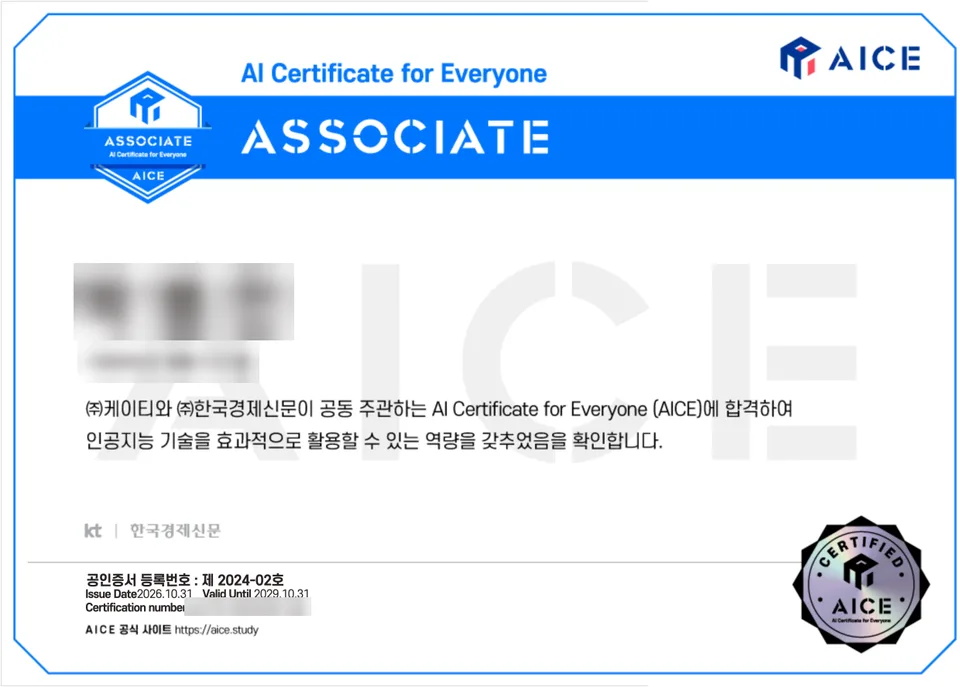 AI Certificate for Everyone
AICE
ASSOCIATE
ASSOCIATE
AI Certificate for Everyone
AICE
AICE
㈜케이티와 ㈜한국경제신문이 공동 주관하는 AI Certificate for Everyone (AICE)에 합격하여
인공지능 기술을 효과적으로 활용할 수 있는 역량을 갖추었음을 확인합니다.
kt | 한국경제신문
공인증서 등록번호 : 제 2024-02호
Issue Date2026.10.31 Valid Until 2029.10.31
Certification number
AICE 공식 사이트 https://aice.study
CERTIFIED
AICE
AI Certificate for Everyone